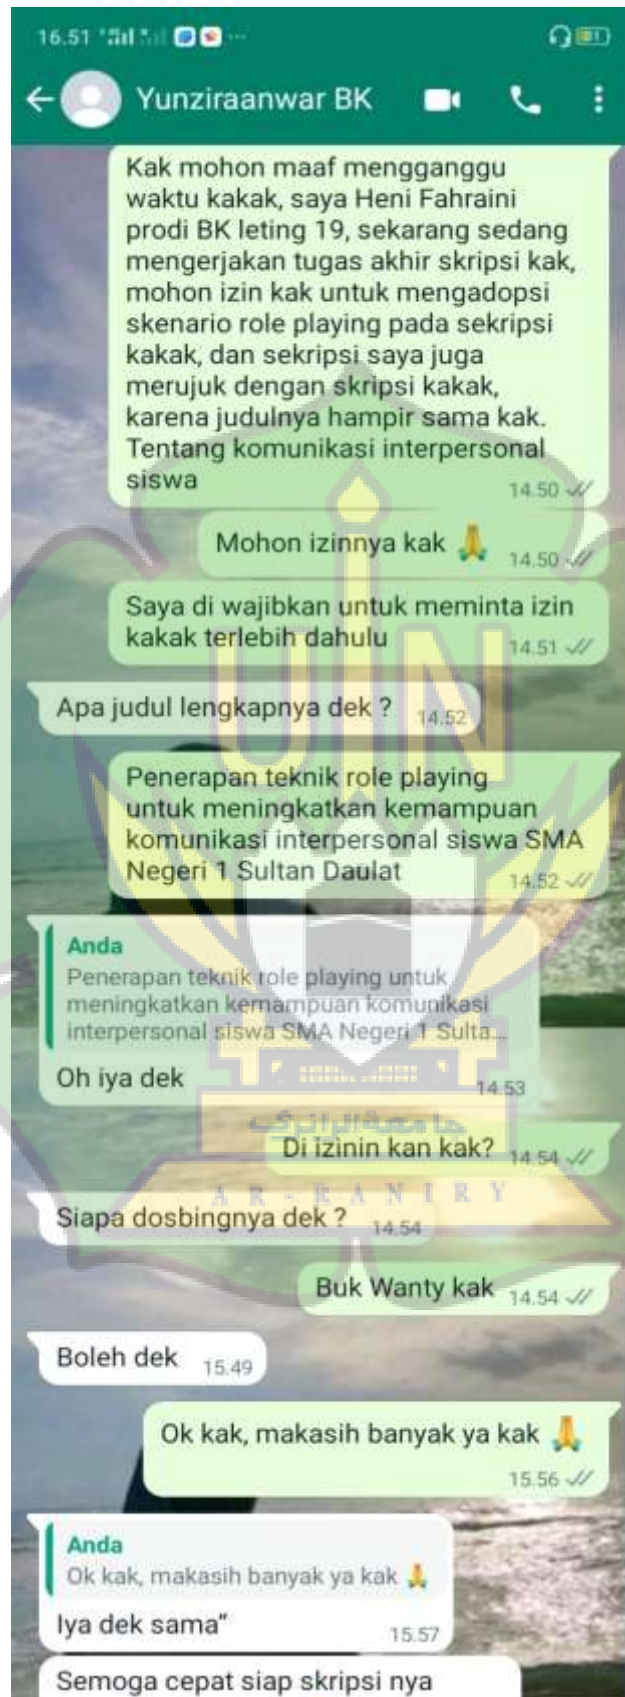 16.51
Yunziraanwar BK
Kak mohon maaf mengganggu
waktu kakak, saya Heni Fahraini
prodi BK leting 19, sekarang sedang
mengerjakan tugas akhir skripsi kak,
mohon izin kak untuk mengadopsi
skenario role playing pada sekripsi
kakak, dan sekripsi saya juga
merujuk dengan skripsi kakak,
karena judulnya hampir sama kak.
Tentang komunikasi interpersonal
siswa
14.50
Mohon izinnya kak 🙏 14.50
Saya di wajibkan untuk meminta izin
kakak terlebih dahulu 14.51
Apa judul lengkapnya dek ? 14.52
Penerapan teknik role playing
untuk meningkatkan kemampuan
komunikasi interpersonal siswa SMA
Negeri 1 Sultan Daulat 14.52
Anda
Penerapan teknik role playing untuk
meningkatkan kemampuan komunikasi
interpersonal siswa SMA Negeri 1 Sulta...
Oh iya dek 14.53
جامعة الرانري
Di izinin kan kak? 14.54
AR-RANIRY
Siapa dosbingnya dek ? 14.54
Buk Wanty kak 14.54
Boleh dek 15.49
Ok kak, makasih banyak ya kak 🙏
15.56
Anda
Ok kak, makasih banyak ya kak 🙏
Iya dek sama" 15.57
Semoga cepat siap skripsi nya
UIN